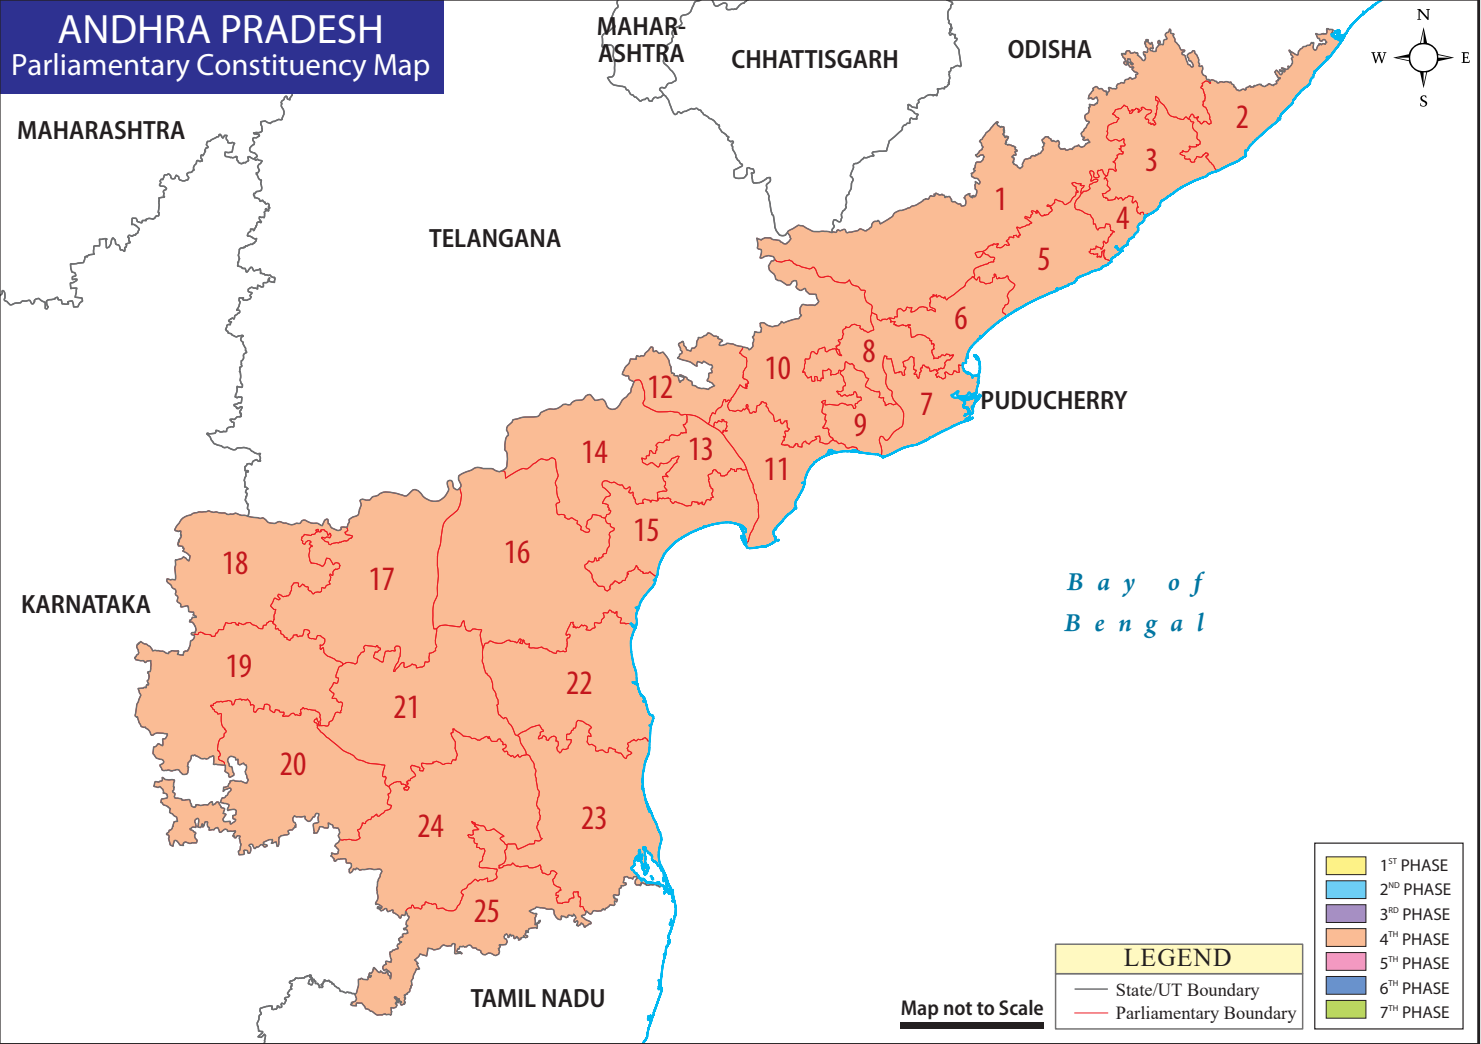 ANDHRA PRADESH
Parliamentary Constituency Map
MAHAR-
ASHTRA
CHHATTISGARH
ODISHA
N
W
E
S
MAHARASHTRA
TELANGANA
KARNATAKA
PUDUCHERRY
TAMIL NADU
Bay of
Bengal
1
2
3
4
5
6
7
8
9
10
11
12
13
14
15
16
17
18
19
20
21
22
23
24
25
Map not to Scale
LEGEND
State/UT Boundary
Parliamentary Boundary
1ST PHASE
2ND PHASE
3RD PHASE
4TH PHASE
5TH PHASE
6TH PHASE
7TH PHASE